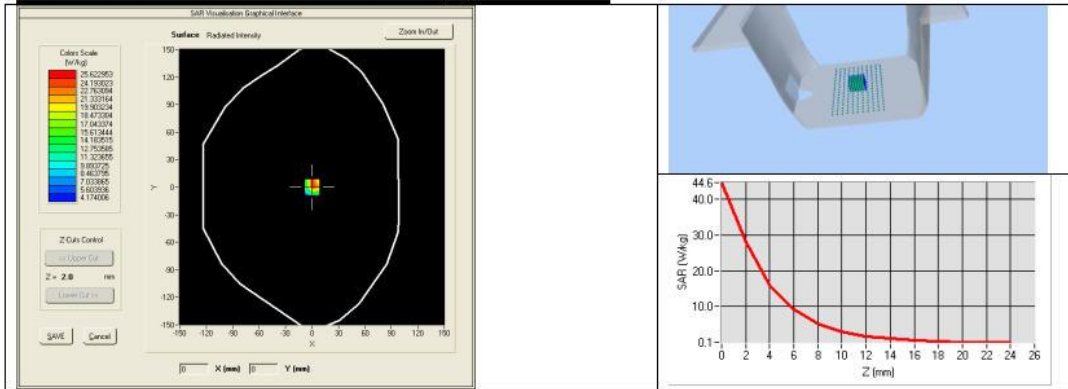 SAR Visualisation Graphical Interface
Surface Radiated Intensity
Zoom In/Out
Colors Scale
(W/kg)
25.622953
24.193023
22.763094
21.333164
19.903234
18.473304
17.043374
15.613444
14.183515
12.753585
11.323655
9.893725
8.463795
7.033865
5.603936
4.174006
Z-Cuts Control
<< Upper Cut
Z = 2.0 mm
Lower Cut >>
SAVE Cancel
150
120
90
60
30
0
-30
-60
-90
-120
-150
Y
-150 -120 -90 -60 -30 0 30 60 90 120 150
X
0 X (mm) 0 Y (mm)
44.6
40.0
30.0
20.0
10.0
0.1
SAR (W/kg)
0 2 4 6 8 10 12 14 16 18 20 22 24 26
Z (mm)